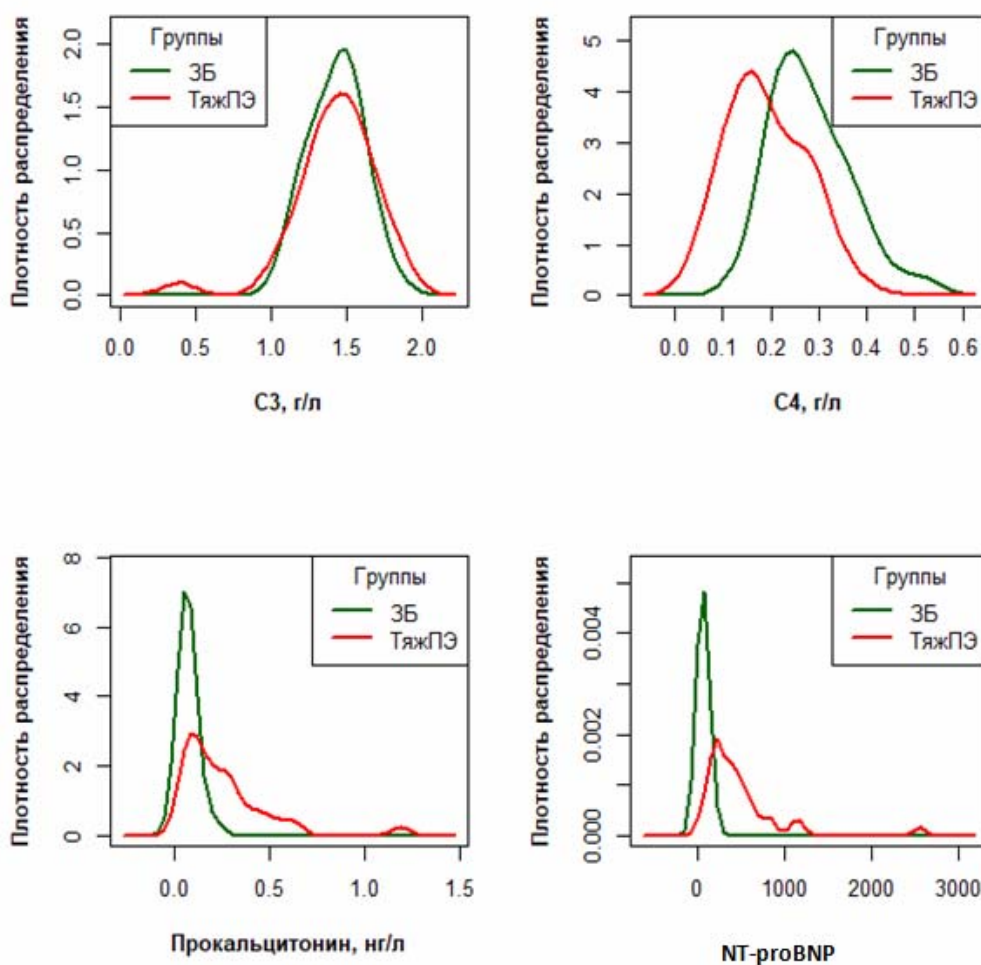 Плотность распределения
2.0
1.5
1.0
0.5
0.0
Группы
ЗБ
ТяжПЭ
0.0 0.5 1.0 1.5 2.0
С3, г/л
Плотность распределения
5
4
3
2
1
0
Группы
ЗБ
ТяжПЭ
0.0 0.1 0.2 0.3 0.4 0.5 0.6
С4, г/л
Плотность распределения
8
6
4
2
0
Группы
ЗБ
ТяжПЭ
0.0 0.5 1.0 1.5
Прокальцитонин, нг/л
Плотность распределения
0.004
0.002
0.000
Группы
ЗБ
ТяжПЭ
0 1000 2000 3000
NT-proBNP